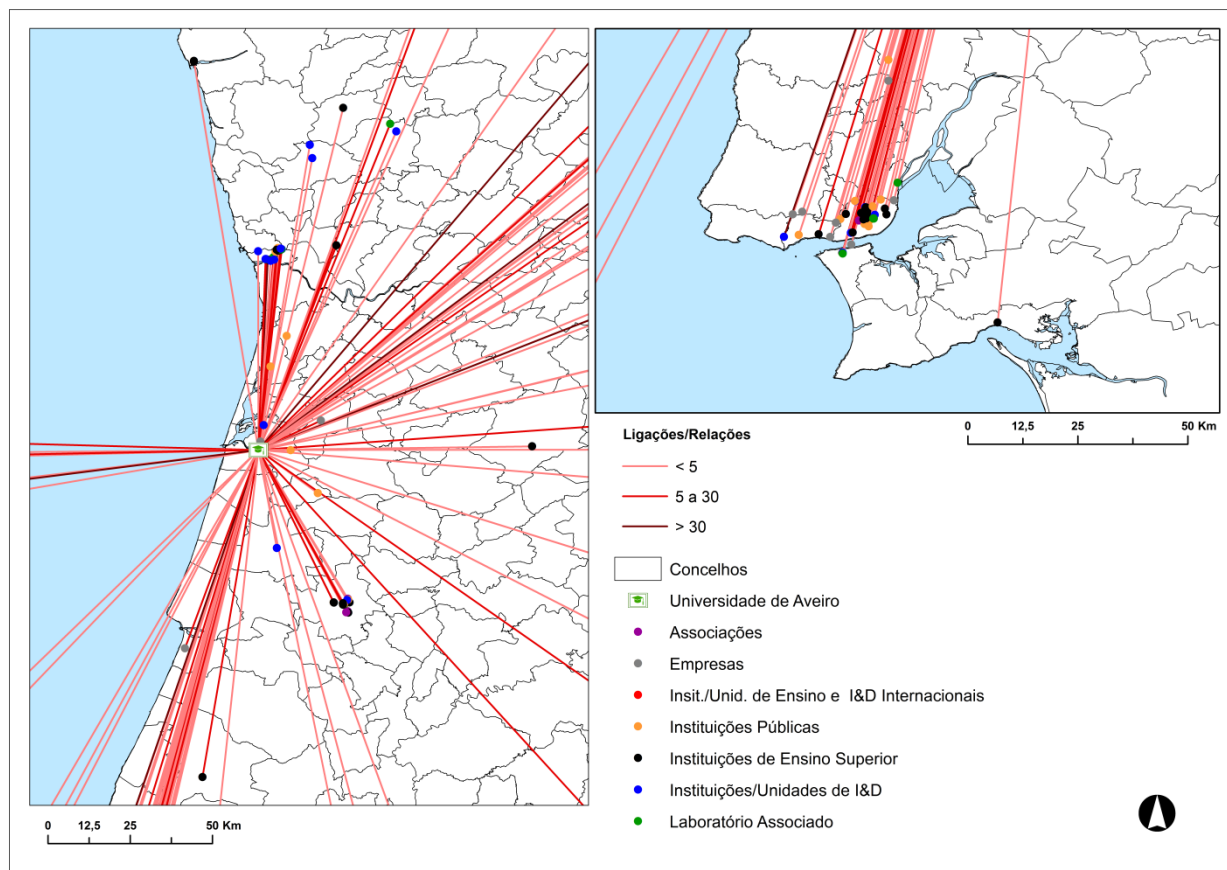 Ligações/Relações
< 5
5 a 30
> 30
Concelhos
Universidade de Aveiro
Associações
Empresas
Insit./Unid. de Ensino e I&D Internacionais
Instituições Públicas
Instituições de Ensino Superior
Instituições/Unidades de I&D
Laboratório Associado
0 12,5 25 50 Km
0 12,5 25 50 Km